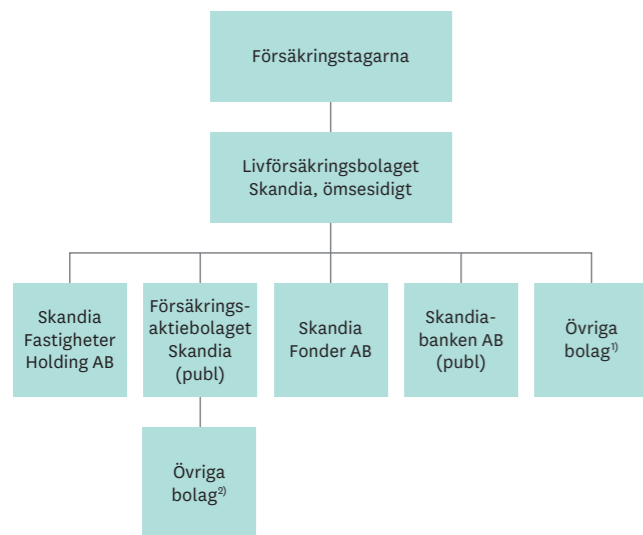 Försäkringstagarna
Livförsäkringsbolaget
Skandia, ömsesidigt
Skandia
Fastigheter
Holding AB
Försäkrings-
aktiebolaget
Skandia
(publ)
Skandia
Fonder AB
Skandia-
banken AB
(publ)
Övriga
bolag¹⁾
Övriga
bolag²⁾